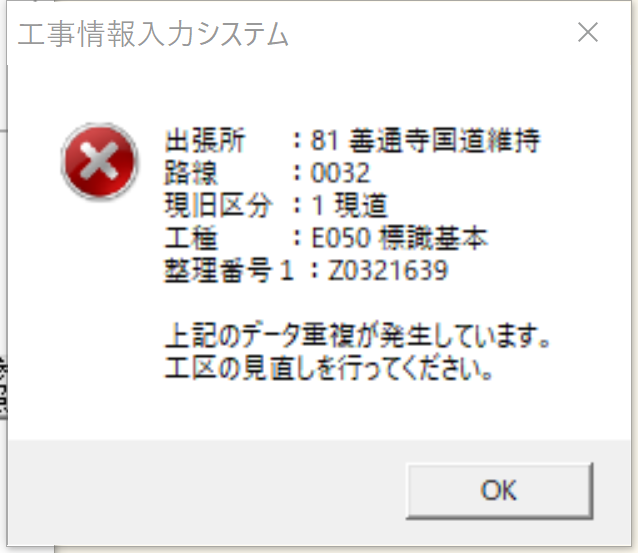 工事情報入力システム
出張所 : 81 善通寺国道維持
路線 : 0032
現旧区分 : 1 現道
工種 : E050 標識基本
整理番号１ : Z0321639
上記のデータ重複が発生しています。
工区の見直しを行ってください。
OK